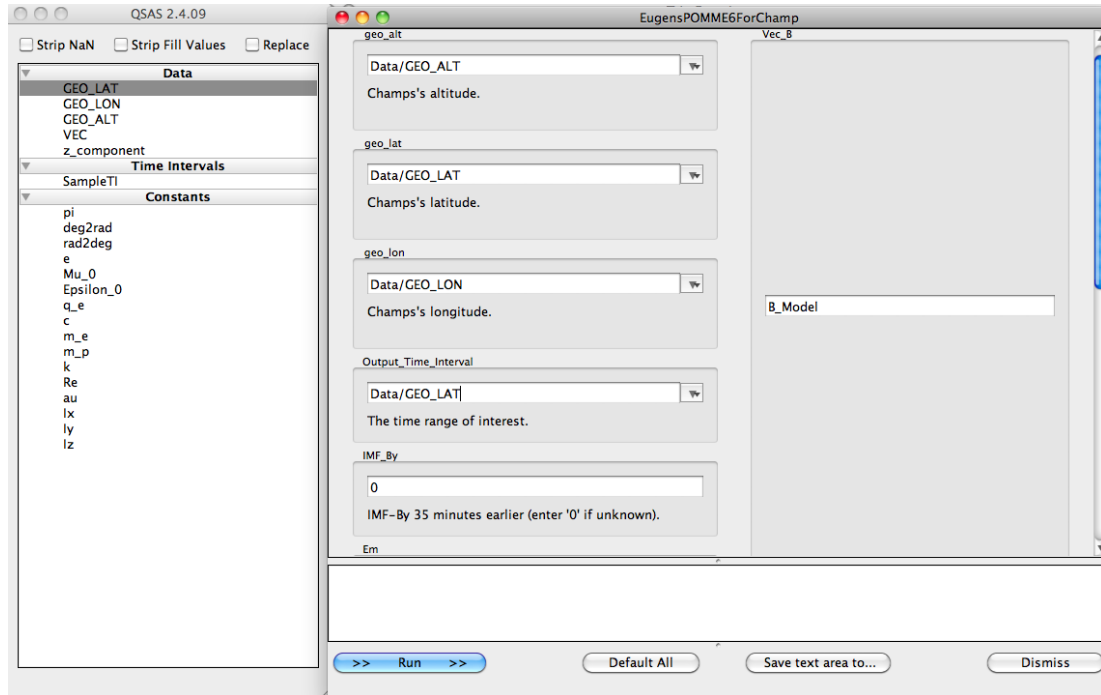 QSAS 2.4.09
Strip NaN Strip Fill Values Replace
Data
GEO_LAT
GEO_LON
GEO_ALT
VEC
z_component
Time Intervals
SampleTI
Constants
pi
deg2rad
rad2deg
e
Mu_0
Epsilon_0
q_e
c
m_e
m_p
k
Re
au
Ix
Iy
Iz
EugensPOMME6ForChamp
geo_alt
Data/GEO_ALT
Champs's altitude.
geo_lat
Data/GEO_LAT
Champs's latitude.
geo_lon
Data/GEO_LON
Champs's longitude.
Output_Time_Interval
Data/GEO_LAT
The time range of interest.
IMF_By
0
IMF-By 35 minutes earlier (enter '0' if unknown).
Em
Vec_B
B_Model
>> Run >>
Default All
Save text area to...
Dismiss